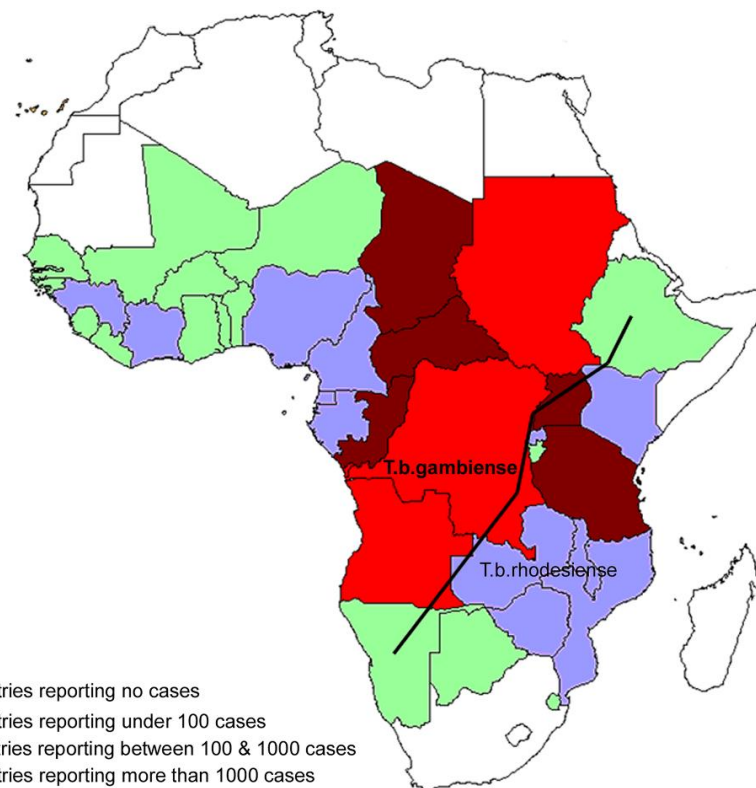 T.b.gambiense
T.b.rhodesiense
tries reporting no cases
tries reporting under 100 cases
tries reporting between 100 & 1000 cases
tries reporting more than 1000 cases